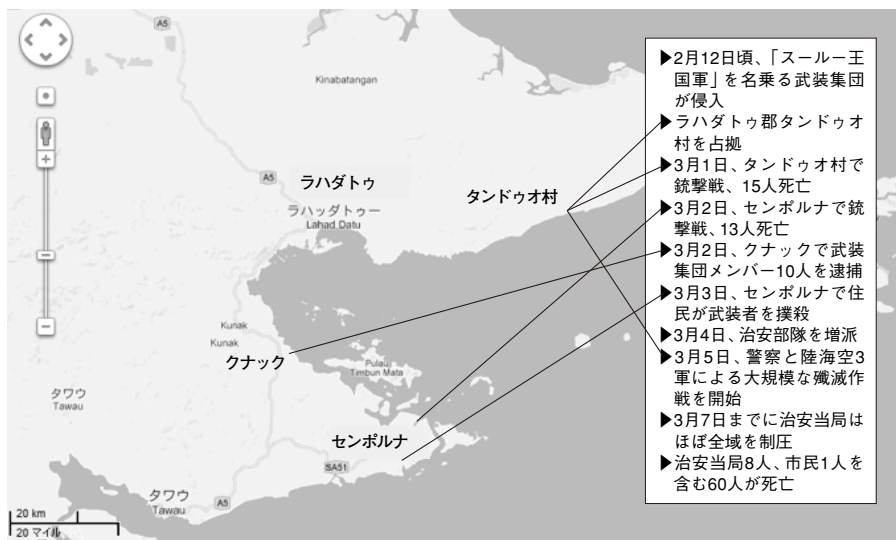 A5
Kinabatangan
ラハダトゥ
A5
ラハッダトゥー
Lahad Datu
タンドゥオ村
Kunak
Kunak
クナック
Pulau
Timbun Mata
タワウ
Tawau
センポルナ
SA51
タワウ
Tawau
A5
20 km
20 マイル
▶2月12日頃、「スールー王
国軍」を名乗る武装集団
が侵入
▶ラハダトゥ郡タンドゥオ
村を占拠
▶3月1日、タンドゥオ村で
銃撃戦、15人死亡
▶3月2日、センポルナで銃
撃戦、13人死亡
▶3月2日、クナックで武装
集団メンバー10人を逮捕
▶3月3日、センポルナで住
民が武装者を撲殺
▶3月4日、治安部隊を増派
▶3月5日、警察と陸海空3
軍による大規模な殲滅作
戦を開始
▶3月7日までに治安当局は
ほぼ全域を制圧
▶治安当局8人、市民1人を
含む60人が死亡